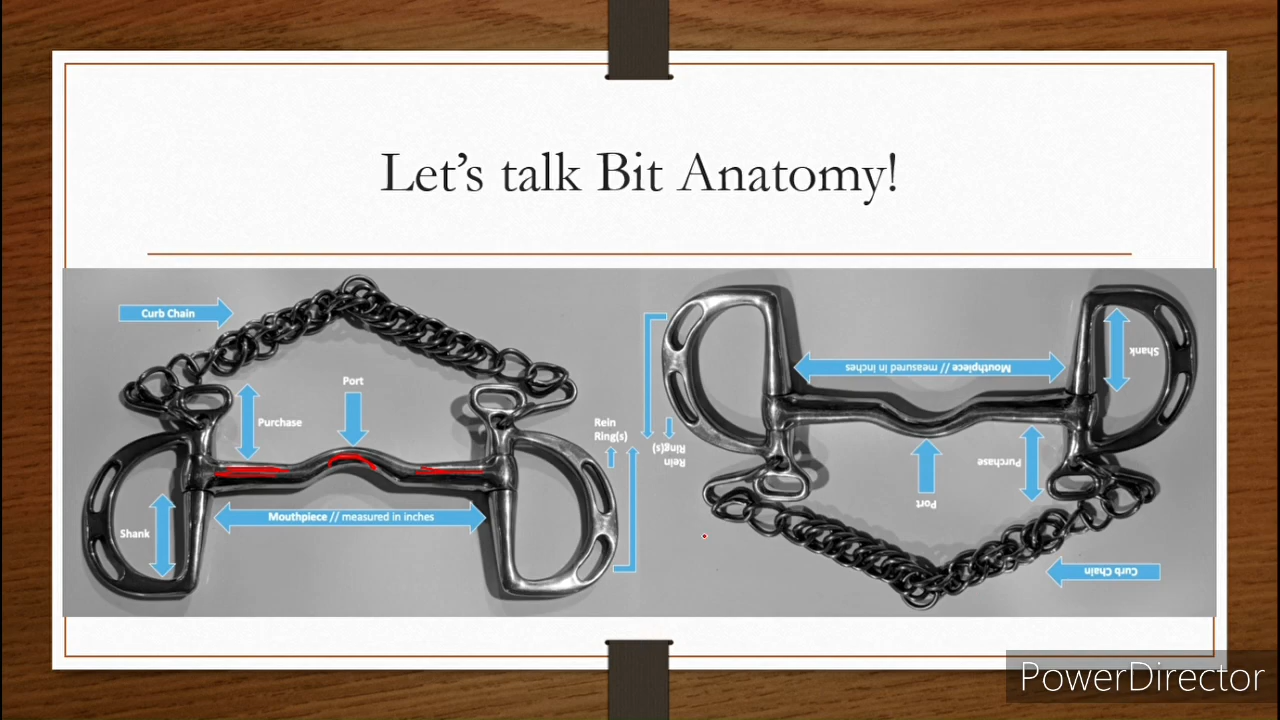 Let's talk Bit Anatomy!
Curb Chain
Port
Purchase
Rein
Ring(s)
Mouthpiece // measured in inches
Shank
Mouthpiece // measured in inches
Shank
Rein
Ring(s)
Purchase
Port
Curb Chain
PowerDirector